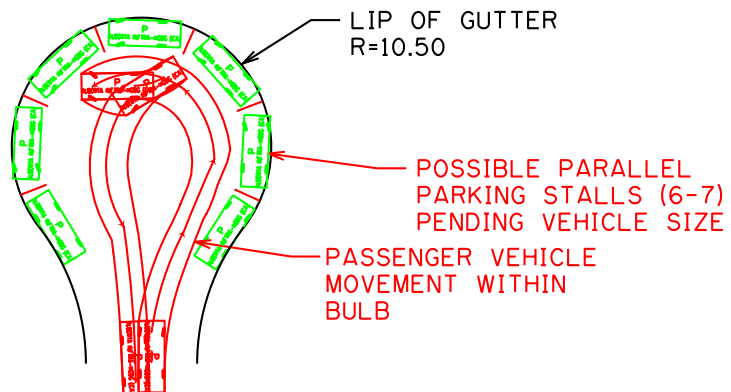 LIP OF GUTTER
R=10.50
POSSIBLE PARALLEL
PARKING STALLS (6-7)
PENDING VEHICLE SIZE
PASSENGER VEHICLE
MOVEMENT WITHIN
BULB
P
P
P
P
P
P
P
P
P